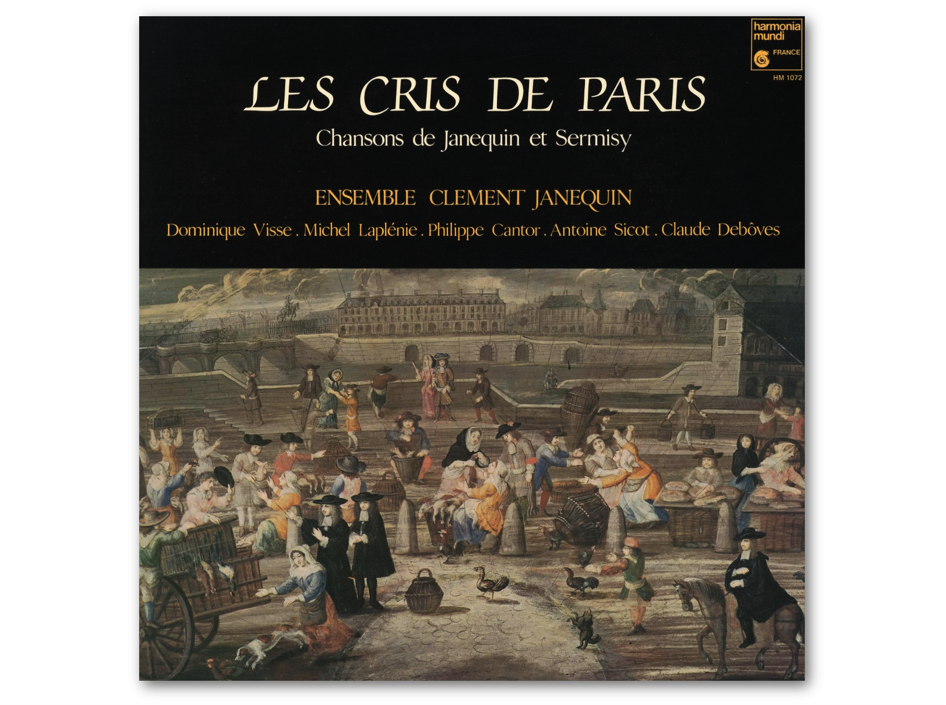 harmonia
mundi
FRANCE
HM 1072
LES CRIS DE PARIS
Chansons de Janequin et Sermisy
ENSEMBLE CLEMENT JANEQUIN
Dominique Visse . Michel Laplénie . Philippe Cantor . Antoine Sicot . Claude Debôves